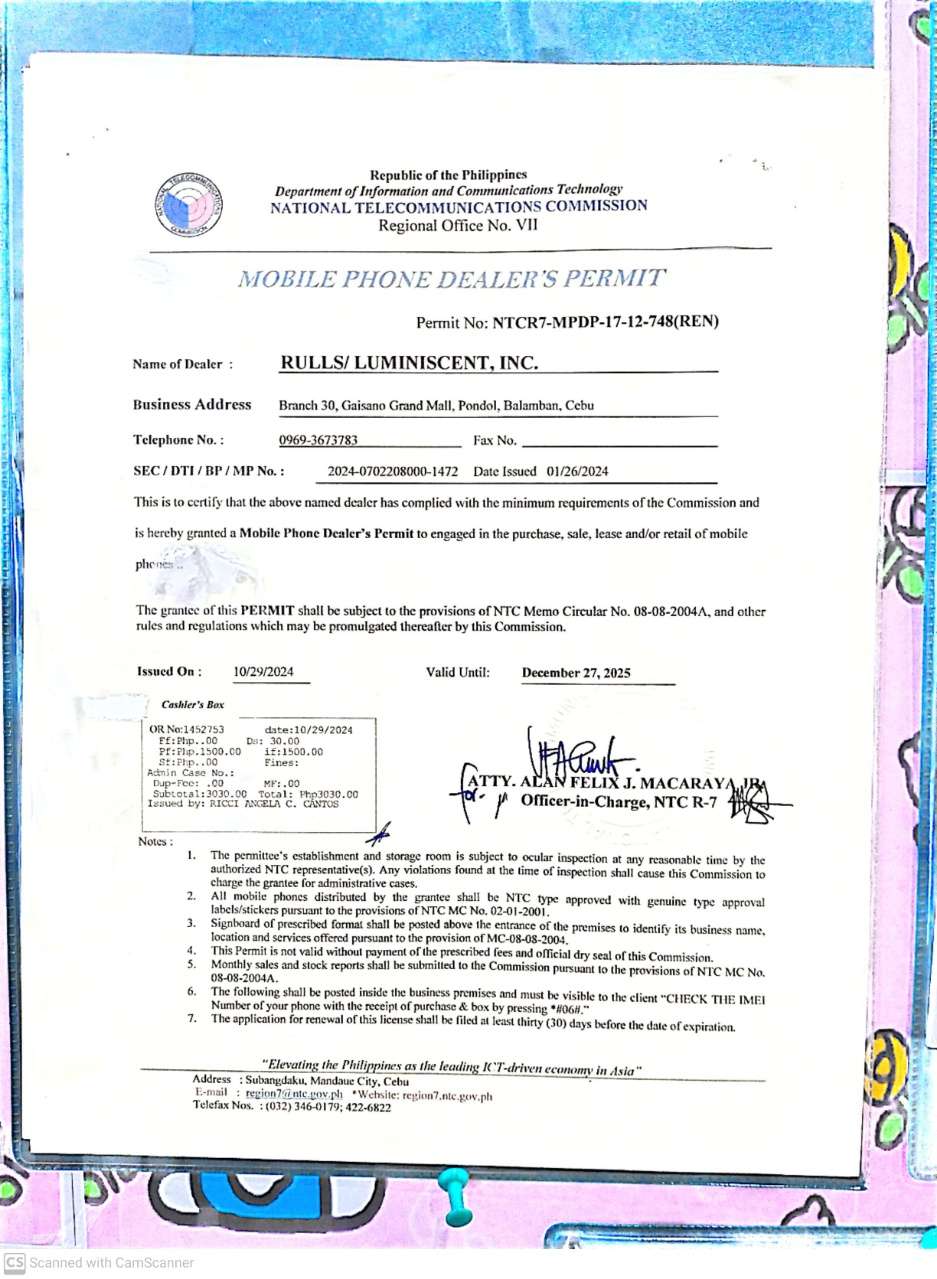 NATIONAL TELECOMMUNICATIONS
COMMISSION
Republic of the Philippines
Department of Information and Communications Technology
NATIONAL TELECOMMUNICATIONS COMMISSION
Regional Office No. VII
MOBILE PHONE DEALER'S PERMIT
Permit No: NTCR7-MPDP-17-12-748(REN)
Name of Dealer : RULLS/ LUMINISCENT, INC.
Business Address Branch 30, Gaisano Grand Mall, Pondol, Balamban, Cebu
Telephone No. : 0969-3673783 Fax No.
SEC / DTI / BP / MP No. : 2024-0702208000-1472 Date Issued 01/26/2024
This is to certify that the above named dealer has complied with the minimum requirements of the Commission and
is hereby granted a Mobile Phone Dealer's Permit to engaged in the purchase, sale, lease and/or retail of mobile
phones..
The grantee of this PERMIT shall be subject to the provisions of NTC Memo Circular No. 08-08-2004A, and other
rules and regulations which may be promulgated thereafter by this Commission.
Issued On : 10/29/2024 Valid Until: December 27, 2025
Cashier's Box
OR No:1452753 date:10/29/2024
Ff:Php..00 Ds: 30.00
Pf:Php.1500.00 if:1500.00
Sf:Php..00 Fines:
Admin Case No.:
Dup-Fee: .00 MF:.00
Subtotal:3030.00 Total: Php3030.00
Issued by: RICCI ANGELA C. CANTOS
ATTY. ALAN FELIX J. MACARAYA, JR.
for. Officer-in-Charge, NTC R-7
Notes :
1. The permittee's establishment and storage room is subject to ocular inspection at any reasonable time by the
authorized NTC representative(s). Any violations found at the time of inspection shall cause this Commission to
charge the grantee for administrative cases.
2. All mobile phones distributed by the grantee shall be NTC type approved with genuine type approval
labels/stickers pursuant to the provisions of NTC MC No. 02-01-2001.
3. Signboard of prescribed format shall be posted above the entrance of the premises to identify its business name,
location and services offered pursuant to the provision of MC-08-08-2004.
4. This Permit is not valid without payment of the prescribed fees and official dry seal of this Commission.
5. Monthly sales and stock reports shall be submitted to the Commission pursuant to the provisions of NTC MC No.
08-08-2004A.
6. The following shall be posted inside the business premises and must be visible to the client “CHECK THE IMEI
Number of your phone with the receipt of purchase & box by pressing *#06#.”
7. The application for renewal of this license shall be filed at least thirty (30) days before the date of expiration.
"Elevating the Philippines as the leading ICT-driven economy in Asia"
Address : Subangdaku, Mandaue City, Cebu
E-mail : region7@ntc.gov.ph *Website: region7.ntc.gov.ph
Telefax Nos. : (032) 346-0179; 422-6822
CS Scanned with CamScanner